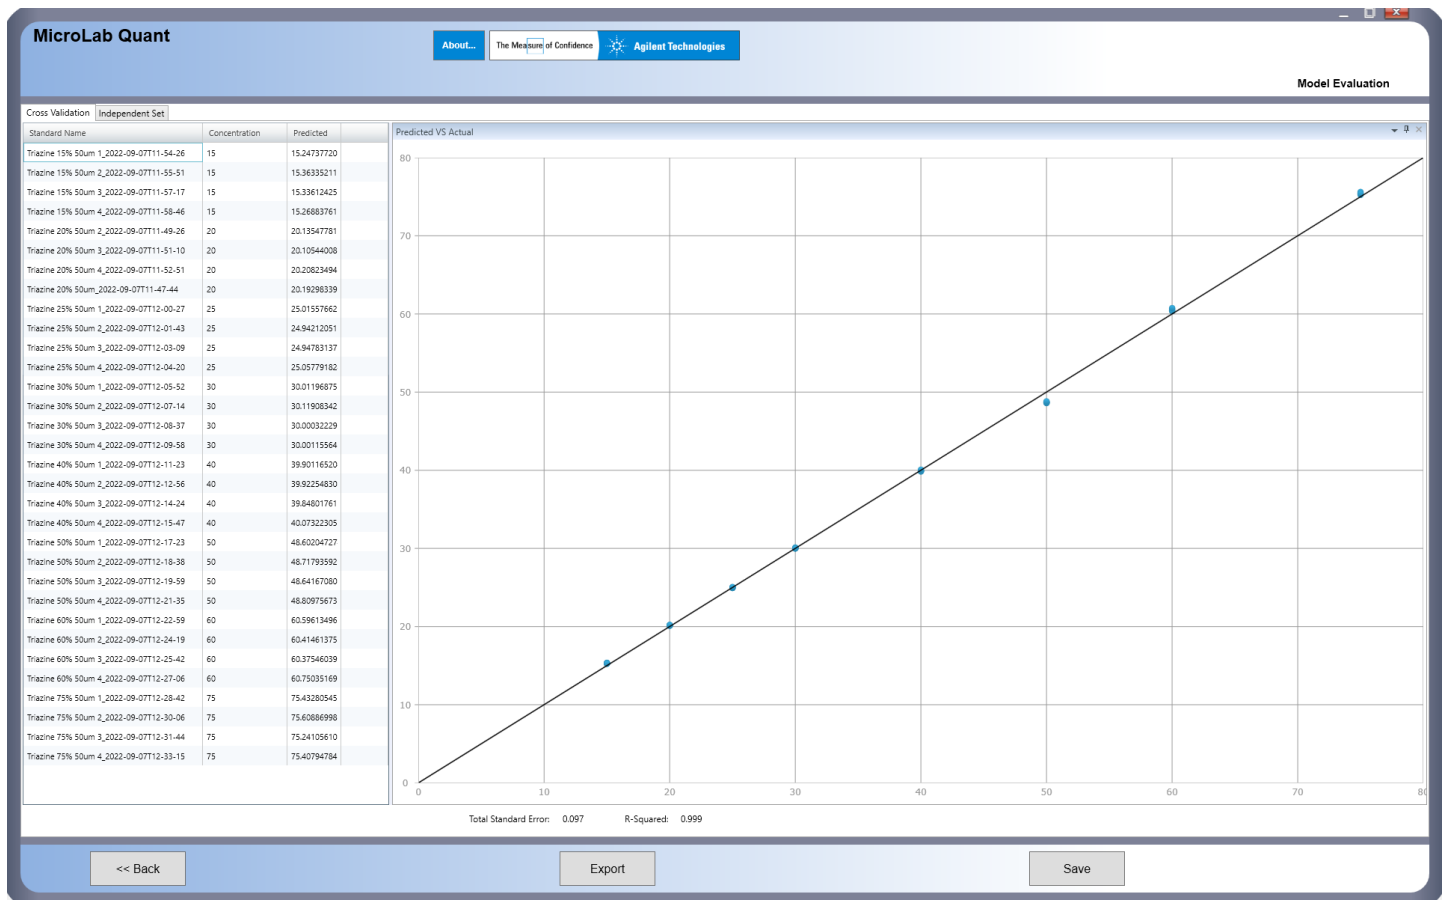 MicroLab Quant
About...
The Measure of Confidence
Agilent Technologies
Model Evaluation
Cross Validation Independent Set
Standard Name Concentration Predicted
Triazine 15% 50um 1_2022-09-07T11-54-26 15 15.24737720
Triazine 15% 50um 2_2022-09-07T11-55-51 15 15.36335211
Triazine 15% 50um 3_2022-09-07T11-57-17 15 15.33612425
Triazine 15% 50um 4_2022-09-07T11-58-46 15 15.26883761
Triazine 20% 50um 2_2022-09-07T11-49-26 20 20.13547781
Triazine 20% 50um 3_2022-09-07T11-51-10 20 20.10544008
Triazine 20% 50um 4_2022-09-07T11-52-51 20 20.20823494
Triazine 20% 50um_2022-09-07T11-47-44 20 20.19298339
Triazine 25% 50um 1_2022-09-07T12-00-27 25 25.01557662
Triazine 25% 50um 2_2022-09-07T12-01-43 25 24.94212051
Triazine 25% 50um 3_2022-09-07T12-03-09 25 24.94783137
Triazine 25% 50um 4_2022-09-07T12-04-20 25 25.05779182
Triazine 30% 50um 1_2022-09-07T12-05-52 30 30.01196875
Triazine 30% 50um 2_2022-09-07T12-07-14 30 30.11908342
Triazine 30% 50um 3_2022-09-07T12-08-37 30 30.00032229
Triazine 30% 50um 4_2022-09-07T12-09-58 30 30.00115564
Triazine 40% 50um 1_2022-09-07T12-11-23 40 39.90116520
Triazine 40% 50um 2_2022-09-07T12-12-56 40 39.92254830
Triazine 40% 50um 3_2022-09-07T12-14-24 40 39.84801761
Triazine 40% 50um 4_2022-09-07T12-15-47 40 40.07322305
Triazine 50% 50um 1_2022-09-07T12-17-23 50 48.60204727
Triazine 50% 50um 2_2022-09-07T12-18-38 50 48.71793592
Triazine 50% 50um 3_2022-09-07T12-19-59 50 48.64167080
Triazine 50% 50um 4_2022-09-07T12-21-35 50 48.80975673
Triazine 60% 50um 1_2022-09-07T12-22-59 60 60.59613496
Triazine 60% 50um 2_2022-09-07T12-24-19 60 60.41461375
Triazine 60% 50um 3_2022-09-07T12-25-42 60 60.37546039
Triazine 60% 50um 4_2022-09-07T12-27-06 60 60.75035169
Triazine 75% 50um 1_2022-09-07T12-28-42 75 75.43280545
Triazine 75% 50um 2_2022-09-07T12-30-06 75 75.60886998
Triazine 75% 50um 3_2022-09-07T12-31-44 75 75.24105610
Triazine 75% 50um 4_2022-09-07T12-33-15 75 75.40794784
Predicted VS Actual
80
70
60
50
40
30
20
10
0
0 10 20 30 40 50 60 70 80
Total Standard Error: 0.097 R-Squared: 0.999
<< Back Export Save